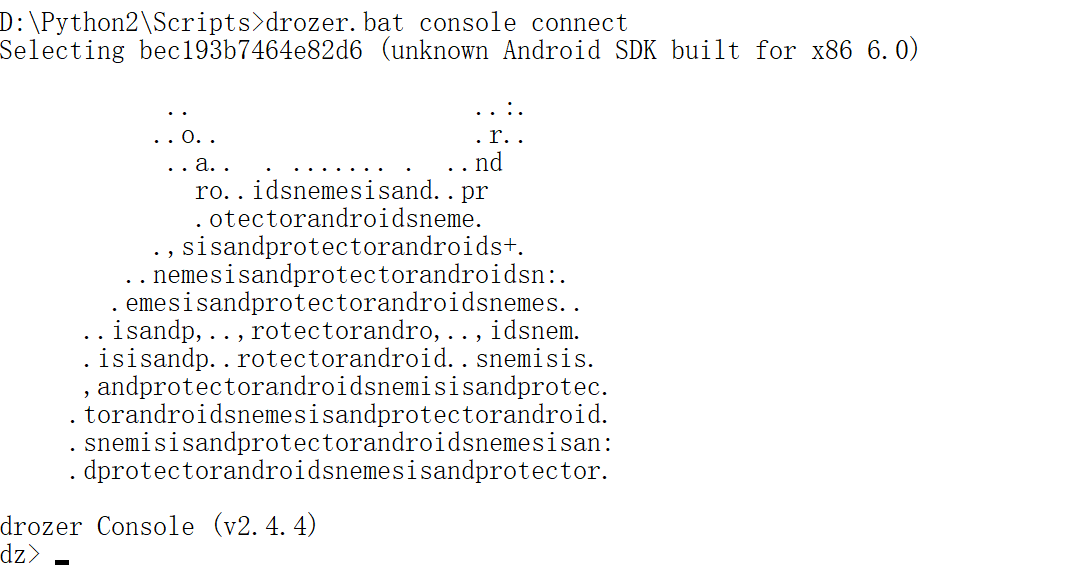 D:\Python2\Scripts>drozer.bat console connect
Selecting bec193b7464e82d6 (unknown Android SDK built for x86 6.0)
            ..                    ..:.
           ..o..                  .r..
            ..a..  . ....... .  ..nd
              ro..idsnemesisand..pr
              .otectorandroidsneme.
           .,sisandprotectorandroids+.
         ..nemesisandprotectorandroidsn:.
        .emesisandprotectorandroidsnemes..
      ..isandp,..,rotectorandro,..,idsnem.
      .isisandp..rotectorandroid..snemisis.
      ,andprotectorandroidsnemisisandprotec.
     .torandroidsnemesisandprotectorandroid.
     .snemisisandprotectorandroidsnemesisan:
     .dprotectorandroidsnemesisandprotector.
drozer Console (v2.4.4)
dz> _